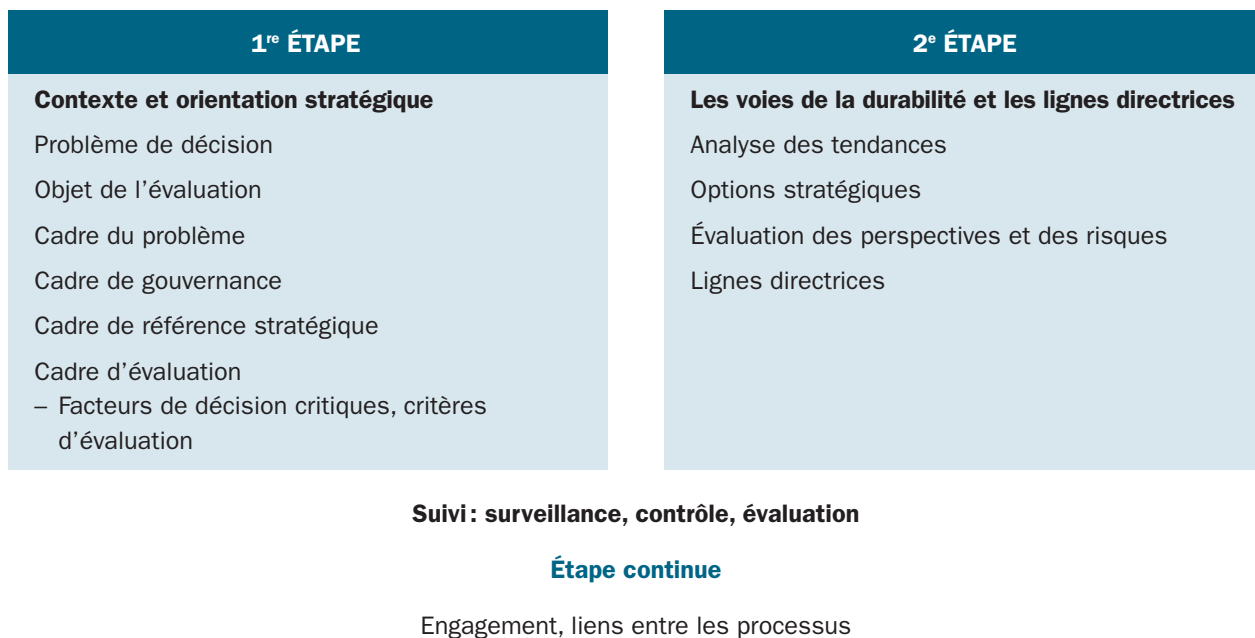 1re ÉTAPE
Contexte et orientation stratégique
Problème de décision
Objet de l’évaluation
Cadre du problème
Cadre de gouvernance
Cadre de référence stratégique
Cadre d’évaluation
– Facteurs de décision critiques, critères
d’évaluation
2e ÉTAPE
Les voies de la durabilité et les lignes directrices
Analyse des tendances
Options stratégiques
Évaluation des perspectives et des risques
Lignes directrices
Suivi : surveillance, contrôle, évaluation
Étape continue
Engagement, liens entre les processus